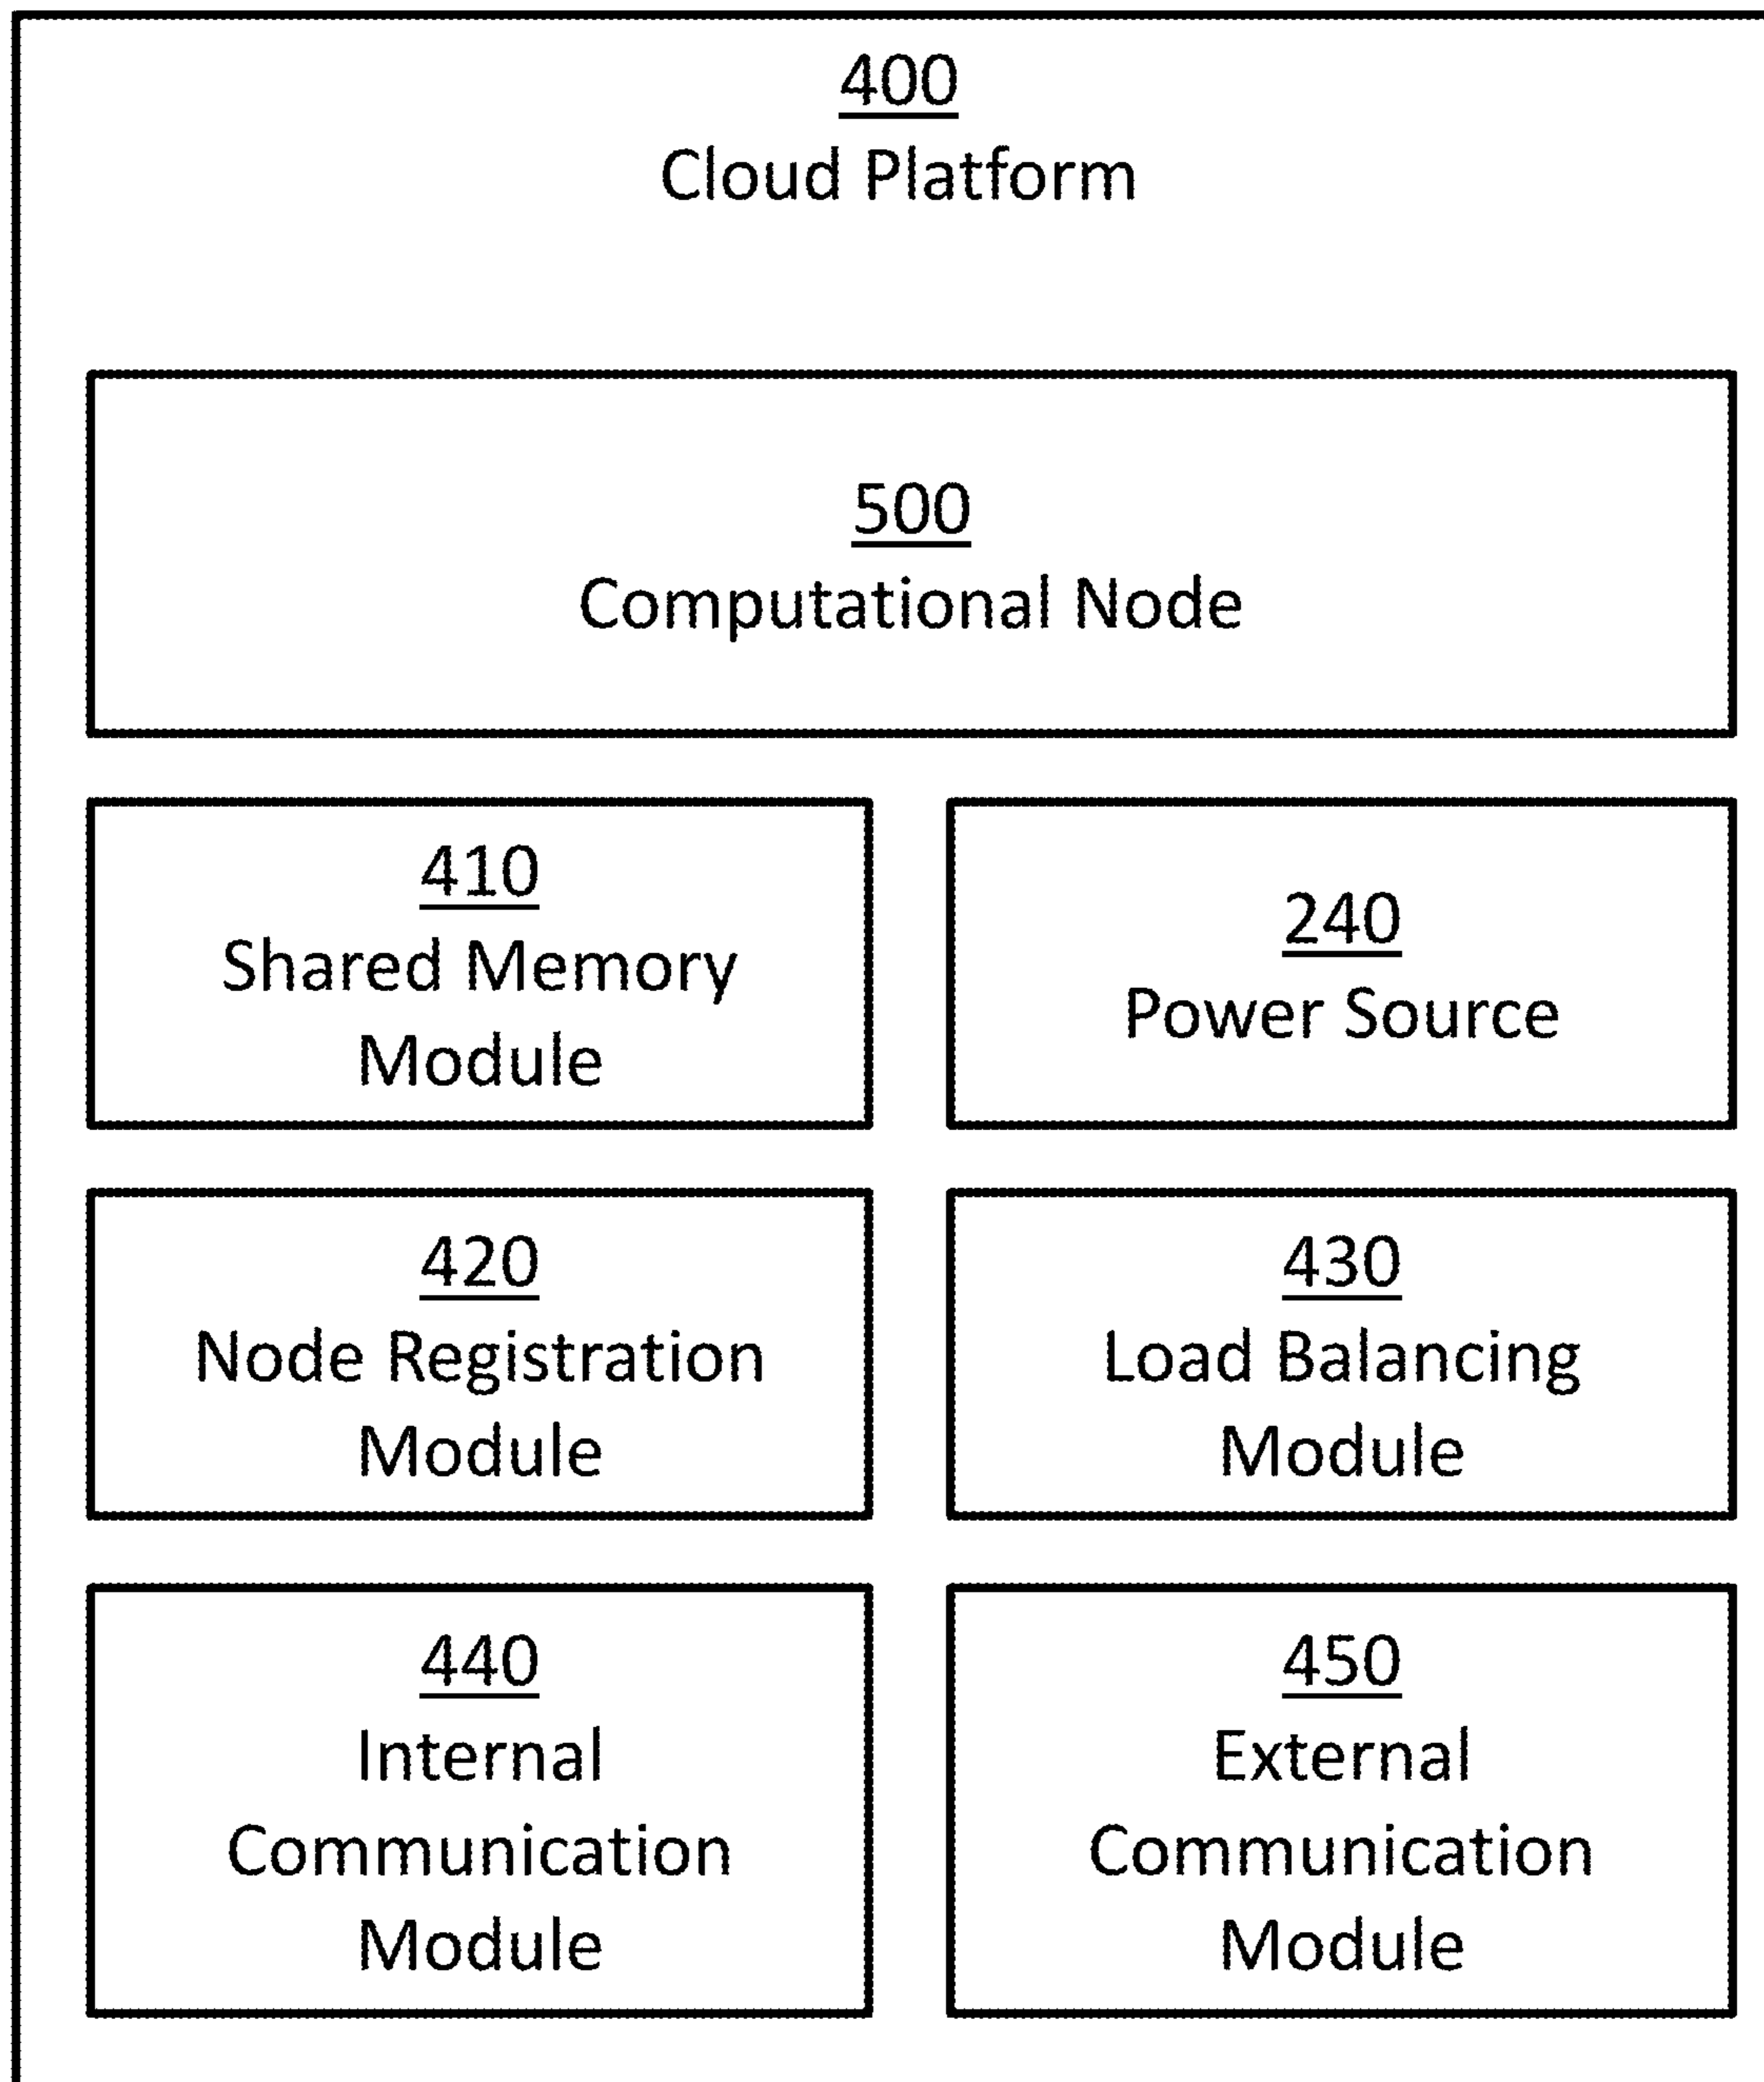 400
Cloud Platform
500
Computational Node
410
Shared Memory
Module
240
Power Source
420
Node Registration
Module
430
Load Balancing
Module
440
Internal
Communication
Module
450
External
Communication
Module